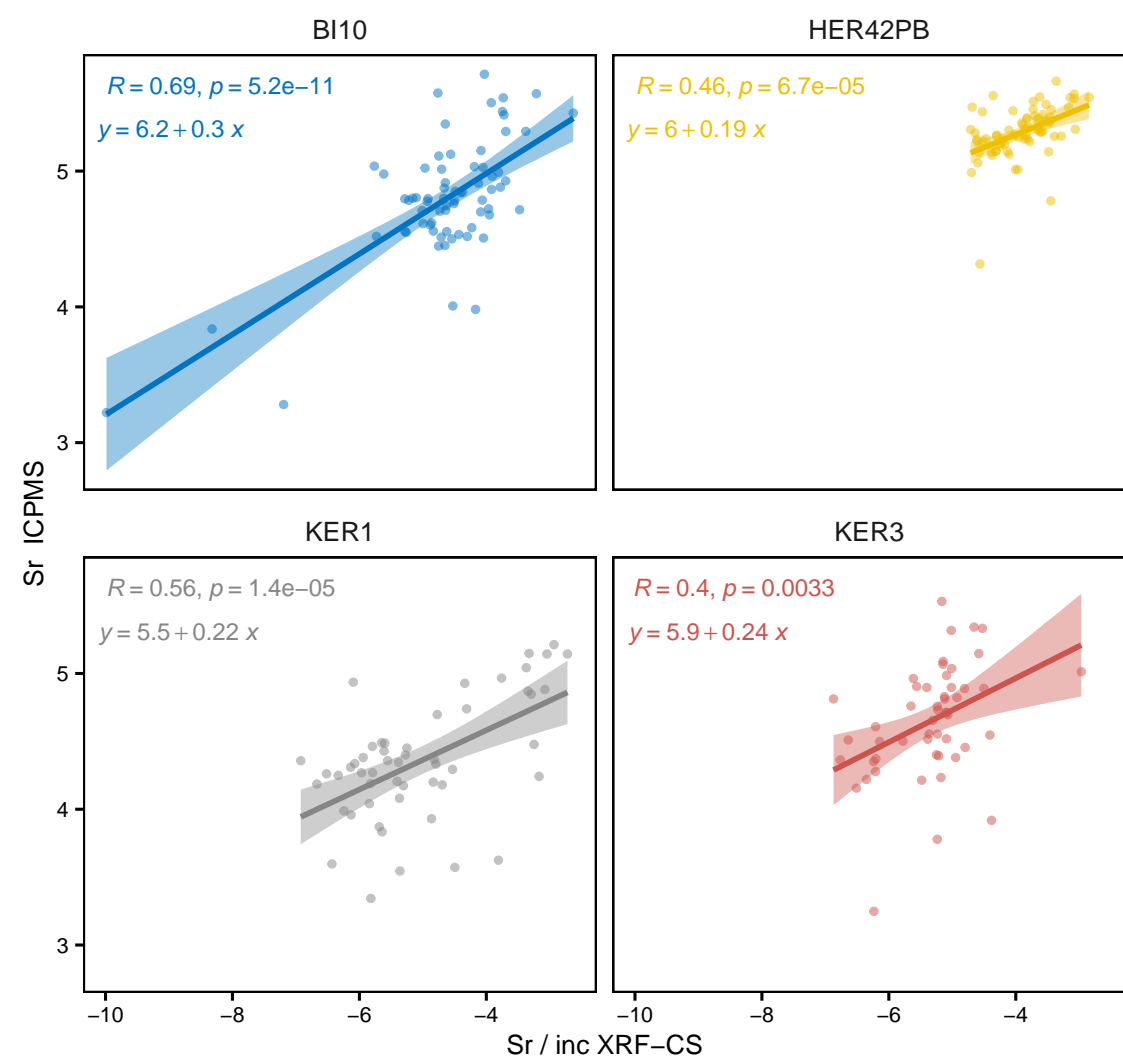 BI10
HER42PB
R = 0.69, p = 5.2e−11
y = 6.2 + 0.3 x
R = 0.46, p = 6.7e−05
y = 6 + 0.19 x
5
4
3
Sr ICPMS
KER1
KER3
R = 0.56, p = 1.4e−05
y = 5.5 + 0.22 x
R = 0.4, p = 0.0033
y = 5.9 + 0.24 x
5
4
3
−10 −8 −6 −4 −10 −8 −6 −4
Sr / inc XRF−CS